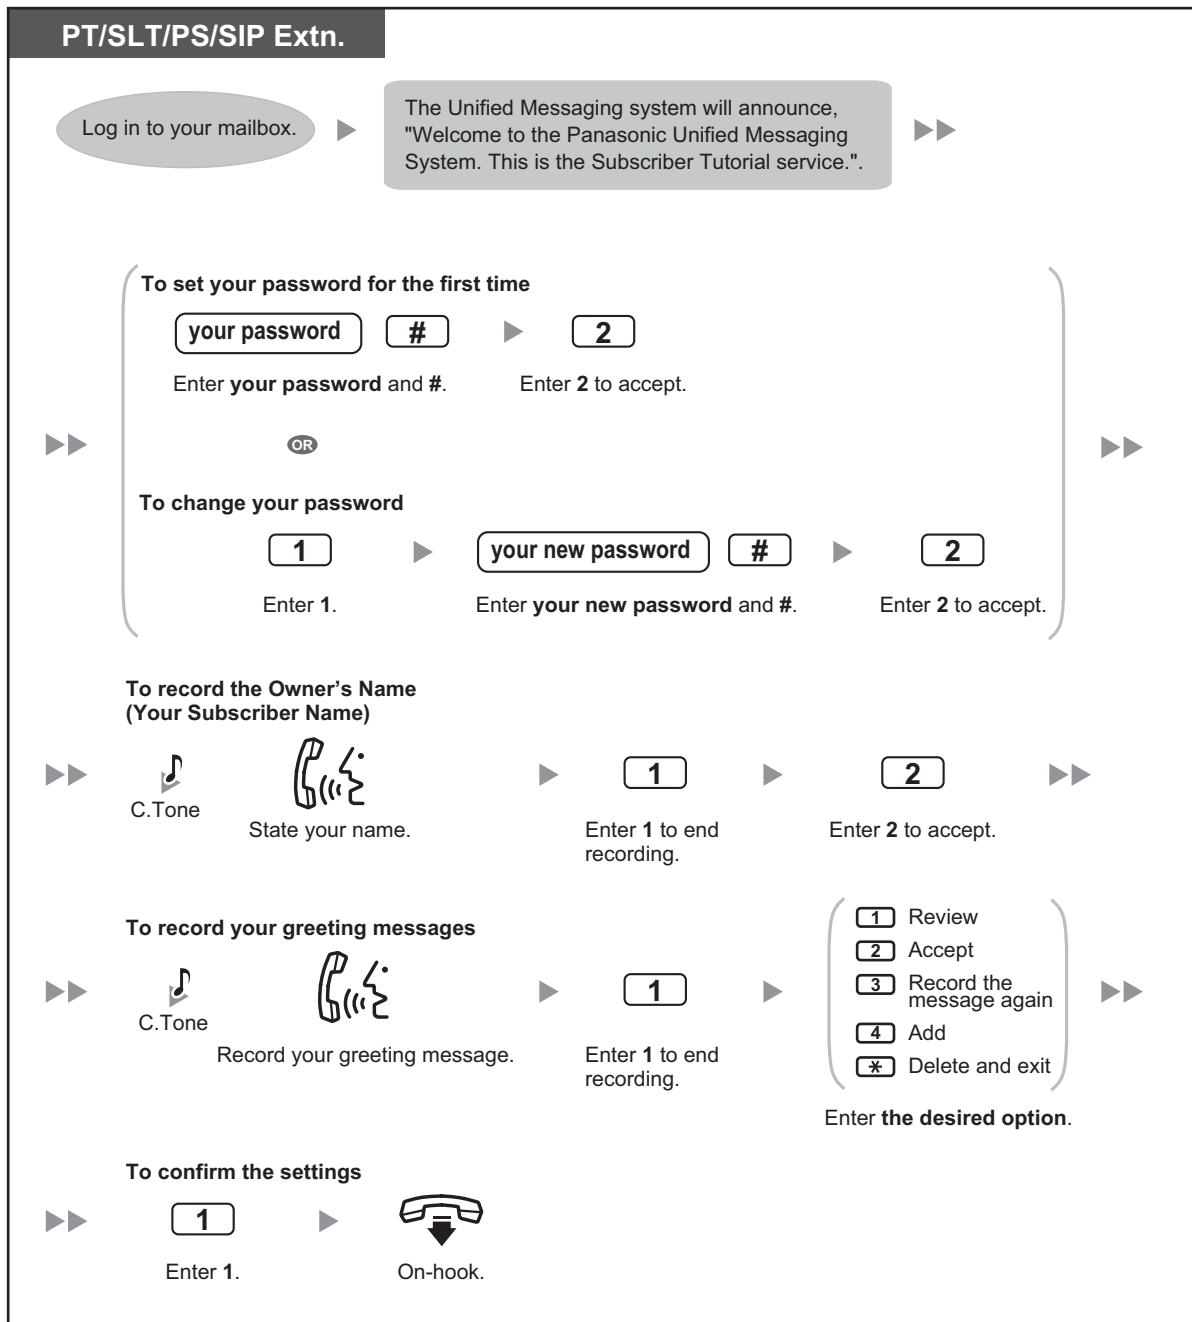 PT/SLT/PS/SIP Extn.
Log in to your mailbox.
The Unified Messaging system will announce,
"Welcome to the Panasonic Unified Messaging
System. This is the Subscriber Tutorial service.".
To set your password for the first time
your password # 2
Enter your password and #. Enter 2 to accept.
OR
To change your password
1 your new password # 2
Enter 1. Enter your new password and #. Enter 2 to accept.
To record the Owner's Name
(Your Subscriber Name)
1 2
C.Tone
State your name.
Enter 1 to end
recording.
Enter 2 to accept.
To record your greeting messages
C.Tone
Record your greeting message.
1
Enter 1 to end
recording.
1 Review
2 Accept
3 Record the
message again
4 Add
* Delete and exit
Enter the desired option.
To confirm the settings
1
Enter 1. On-hook.